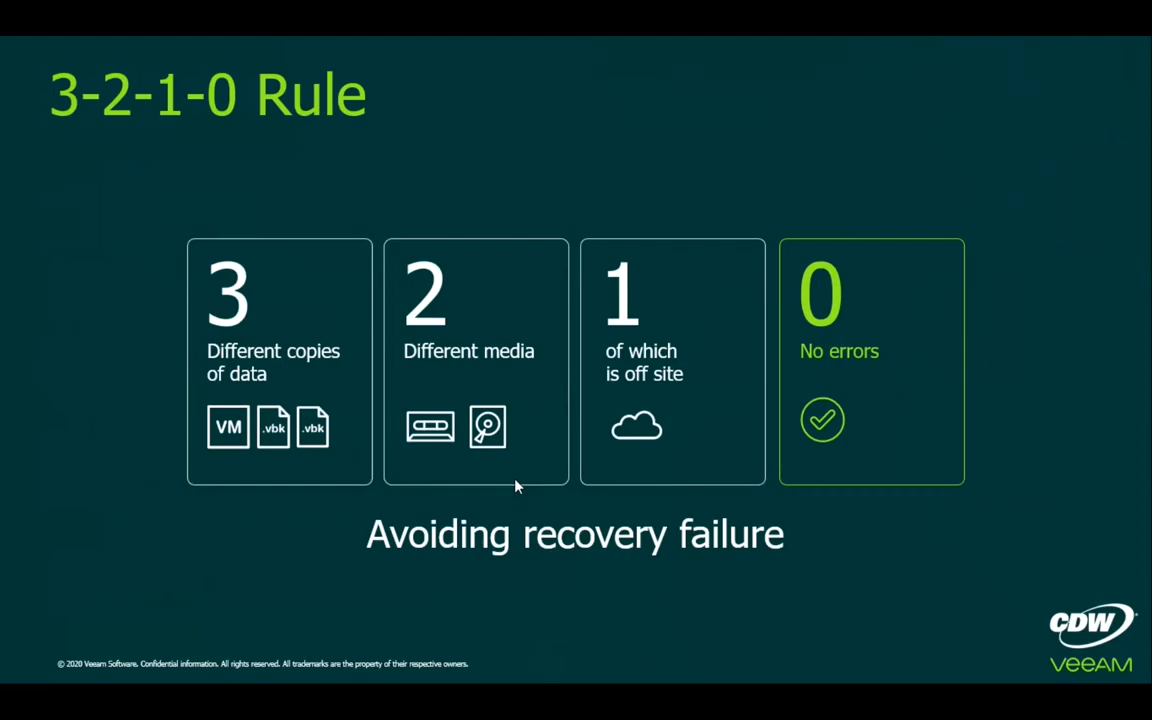 3-2-1-0 Rule
3
Different copies
of data
VM
.vbk
.vbk
2
Different media
1
of which
is off site
0
No errors
Avoiding recovery failure
CDW
VeeAM
© 2020 Veeam Software. Confidential information. All rights reserved. All trademarks are the property of their respective owners.